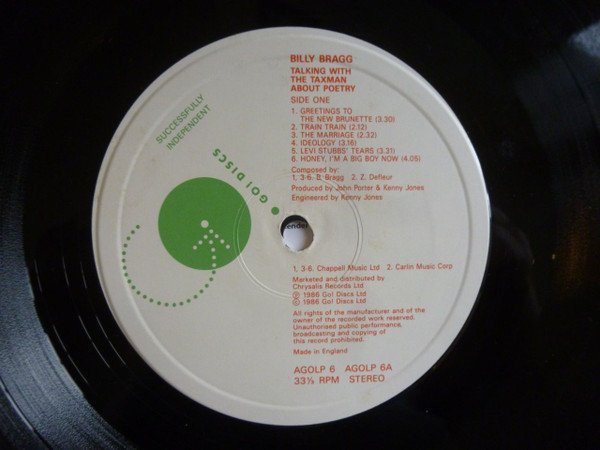 BILLY BRAGG
TALKING WITH
THE TAXMAN
ABOUT POETRY
SIDE ONE
1. GREETINGS TO
THE NEW BRUNETTE (3.30)
2. TRAIN TRAIN (2.12)
3. THE MARRIAGE (2.32)
4. IDEOLOGY (3.16)
5. LEVI STUBBS' TEARS (3.31)
6. HONEY, I'M A BIG BOY NOW (4.05)
Composed by:
1, 3-6. B. Bragg 2. Z. Defleur
Produced by John Porter & Kenny Jones
Engineered by Kenny Jones
SUCCESSFULLY
INDEPENDENT
GO! DISCS
ender
1, 3-6. Chappell Music Ltd 2. Carlin Music Corp
Marketed and distributed by
Chrysalis Records Ltd
℗ 1986 Go! Discs Ltd
© 1986 Go! Discs Ltd
All rights of the manufacturer and of the
owner of the recorded work reserved.
Unauthorised public performance,
broadcasting and copying of
this record prohibited.
Made in England
AGOLP 6 AGOLP 6A
33⅓ RPM STEREO